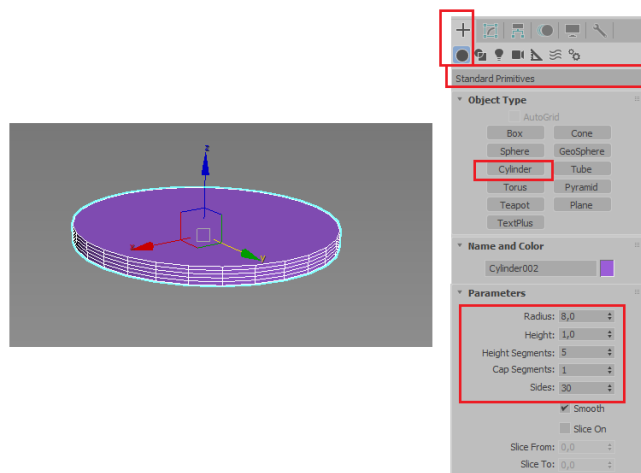 Standard Primitives
Object Type
AutoGrid
Box Cone
Sphere GeoSphere
Cylinder Tube
Torus Pyramid
Teapot Plane
TextPlus
Name and Color
Cylinder002
Parameters
Radius: 8,0
Height: 1,0
Height Segments: 5
Cap Segments: 1
Sides: 30
Smooth
Slice On
Slice From: 0,0
Slice To: 0,0
z
x
y